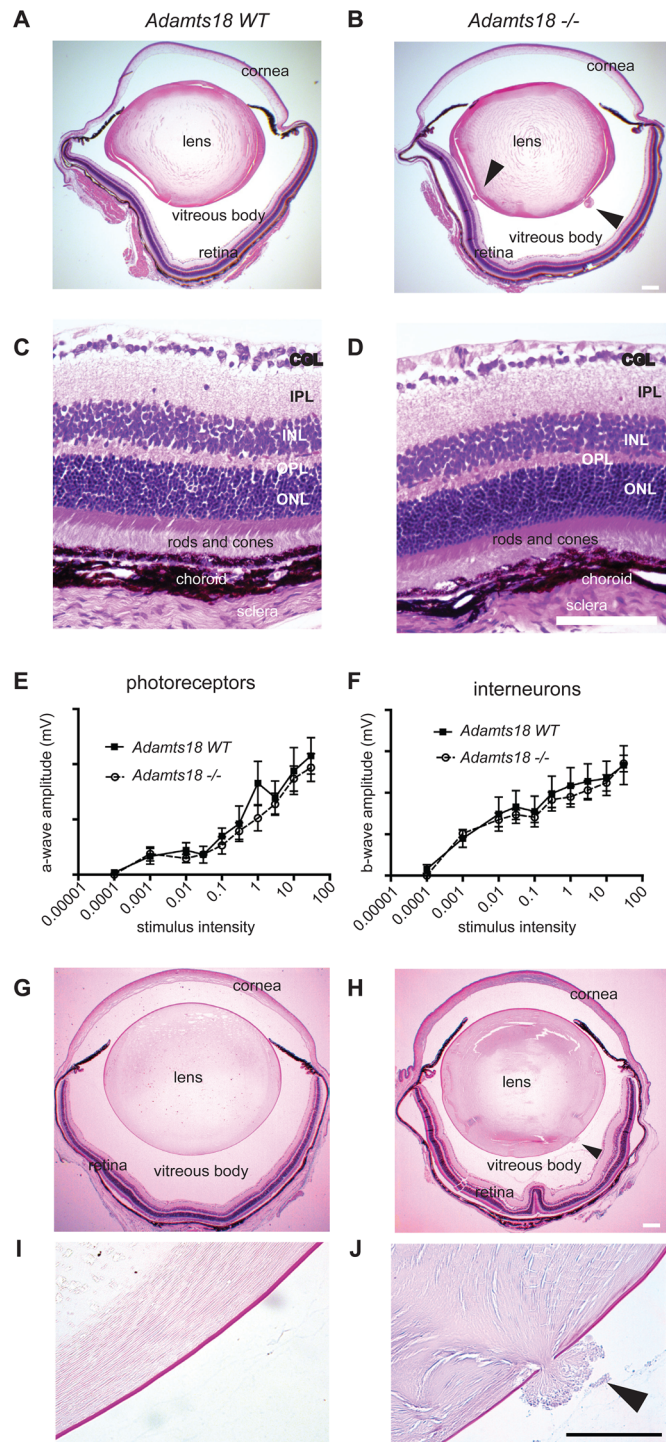 A
Adamts18 WT
B
Adamts18 -/-
cornea
lens
vitreous body
retina
cornea
lens
vitreous body
retina
C
CGL
IPL
INL
OPL
ONL
rods and cones
choroid
sclera
D
CGL
IPL
INL
OPL
ONL
rods and cones
choroid
sclera
E
photoreceptors
a-wave amplitude (mV)
Adamts18 WT
Adamts18 -/-
0.00001
0.0001
0.001
0.01
0.1
1
10
100
stimulus intensity
F
interneurons
b-wave amplitude (mV)
Adamts18 WT
Adamts18 -/-
0.00001
0.0001
0.001
0.01
0.1
1
10
100
stimulus intensity
G
cornea
lens
retina
vitreous body
H
cornea
lens
vitreous body
retina
I
J